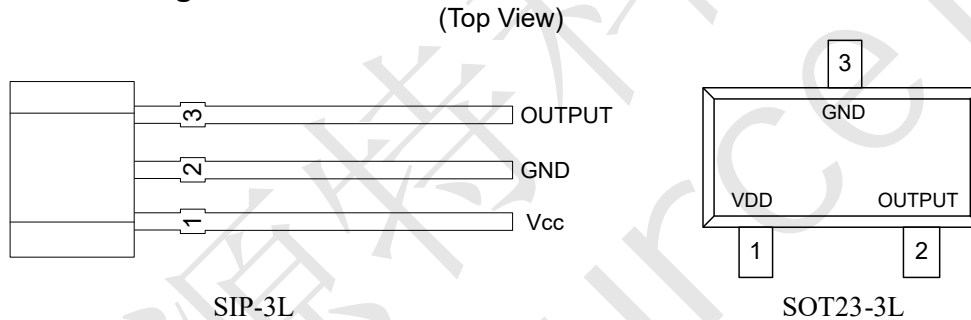 (Top View)
3 OUTPUT
2 GND
1 Vcc
SIP-3L
3
GND
VDD OUTPUT
1 2
SOT23-3L